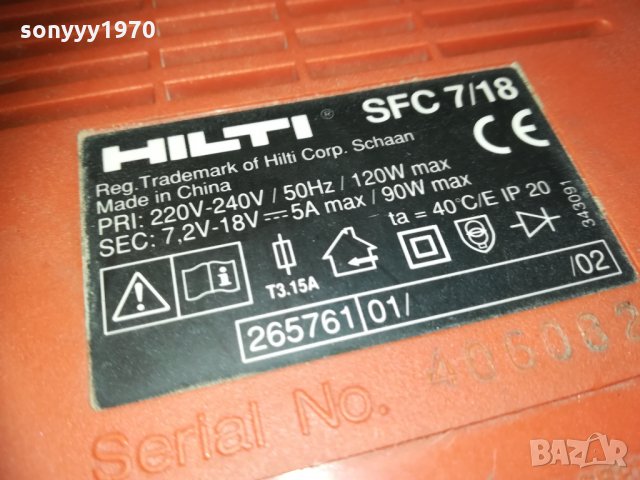 sonyyy1970
HILTI ® SFC 7/18
Reg. Trademark of Hilti Corp. Schaan
Made in China
PRI: 220V-240V / 50Hz / 120W max
SEC: 7,2V-18V⎓5A max / 90W max
ta = 40°C/E IP 20
CE
343091
T3.15A
265761 01/ /02
Serial No.
BAZAR